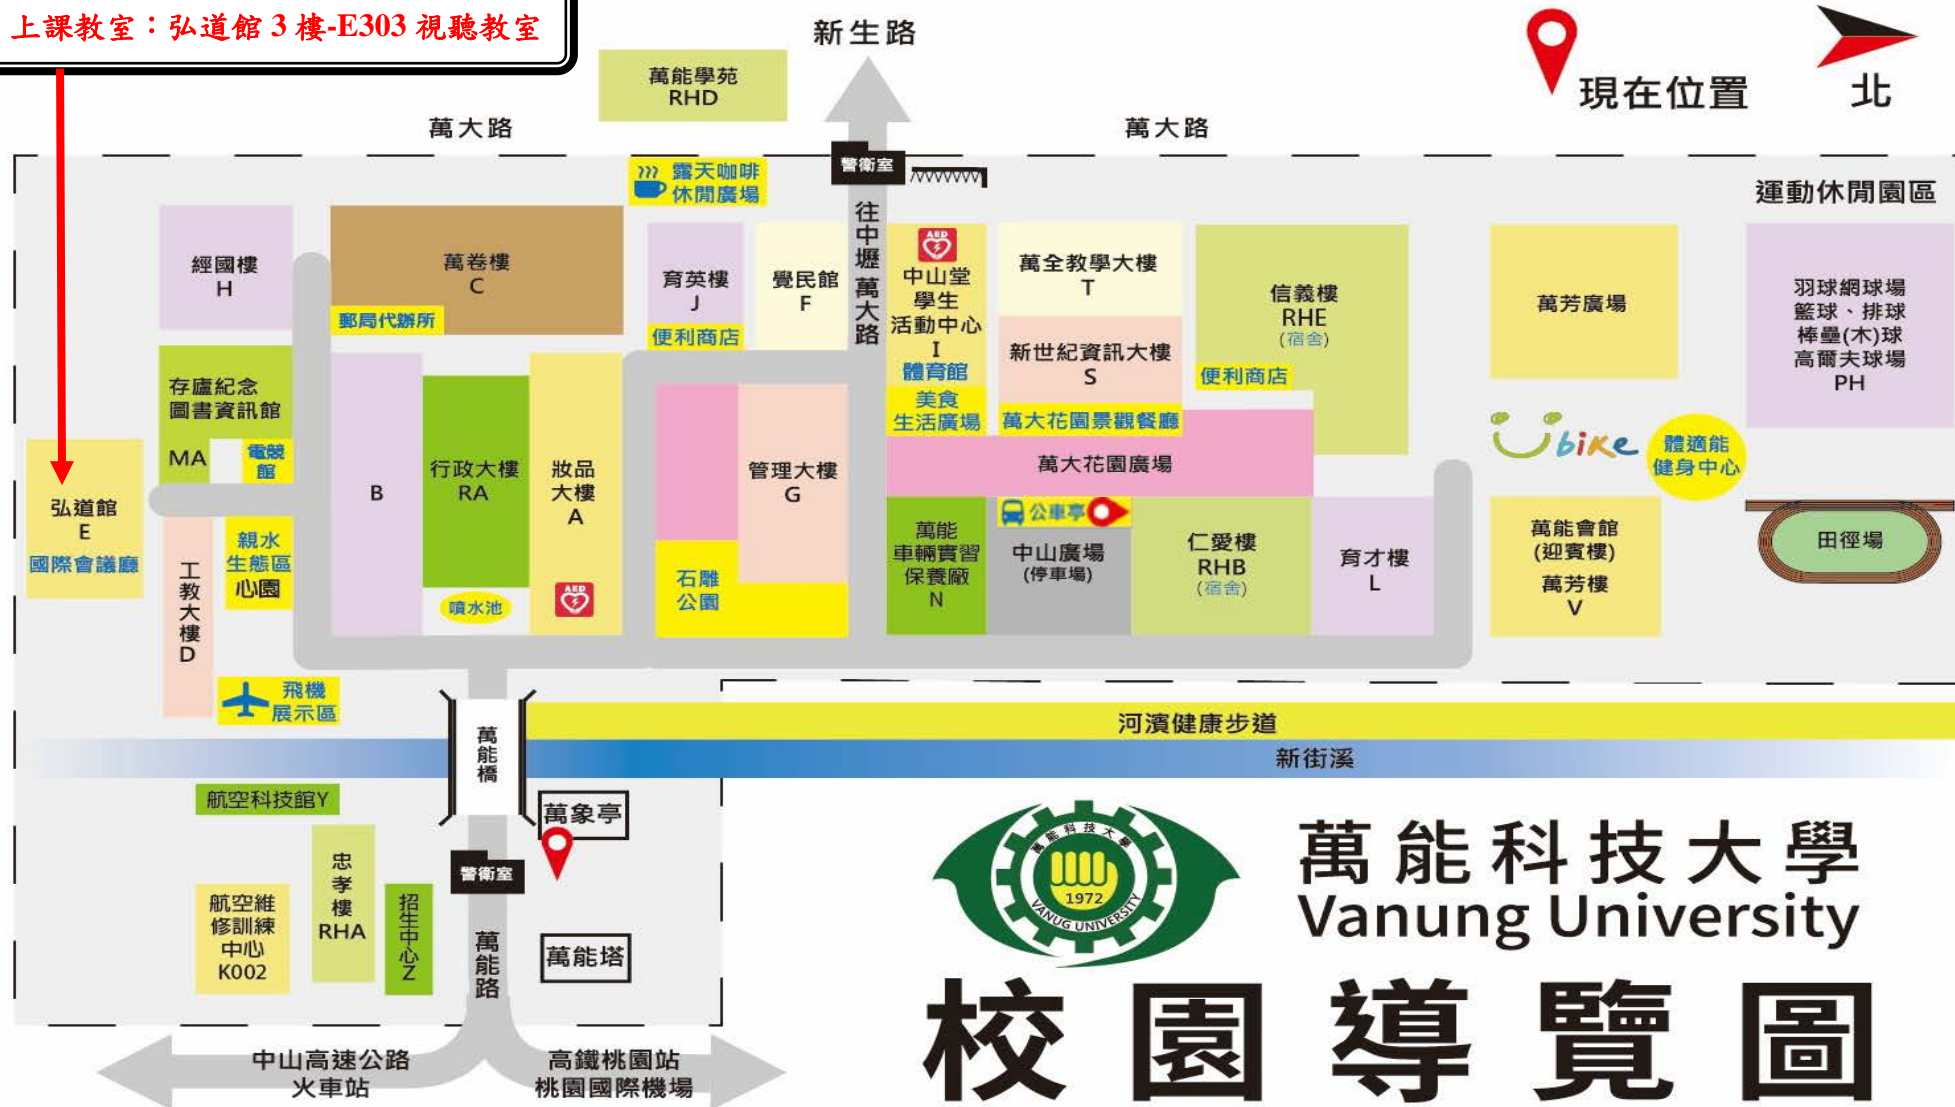 上課教室：弘道館 3 樓-E303 視聽教室
新生路
現在位置
北
萬能學苑
RHD
萬大路
萬大路
警衛室
露天咖啡
休閒廣場
往中壢萬大路
運動休閒園區
經國樓
H
萬卷樓
C
郵局代辦所
育英樓
J
便利商店
覺民館
F
AED
中山堂
學生
活動中心
I
體育館
美食
生活廣場
萬全教學大樓
T
新世紀資訊大樓
S
萬大花園景觀餐廳
信義樓
RHE
(宿舍)
便利商店
萬芳廣場
羽球網球場
籃球、排球
棒壘(木)球
高爾夫球場
PH
存廬紀念
圖書資訊館
MA
電競
館
弘道館
E
國際會議廳
工教大樓D
親水
生態區
心園
B
行政大樓
RA
噴水池
妝品
大樓
A
AED
管理大樓
G
石雕
公園
萬大花園廣場
萬能
車輛實習
保養廠
N
公車亭
中山廣場
(停車場)
仁愛樓
RHB
(宿舍)
育才樓
L
Ubike
體適能
健身中心
萬能會館
(迎賓樓)
萬芳樓
V
田徑場
飛機
展示區
萬能橋
河濱健康步道
新街溪
航空科技館Y
萬象亭
警衛室
忠孝樓
RHA
航空維
修訓練
中心
K002
招生中心Z
萬能路
萬能塔
中山高速公路
火車站
高鐵桃園站
桃園國際機場
萬能科技大學
1972
VANUG UNIVERSITY
萬能科技大學
Vanung University
校園導覽圖